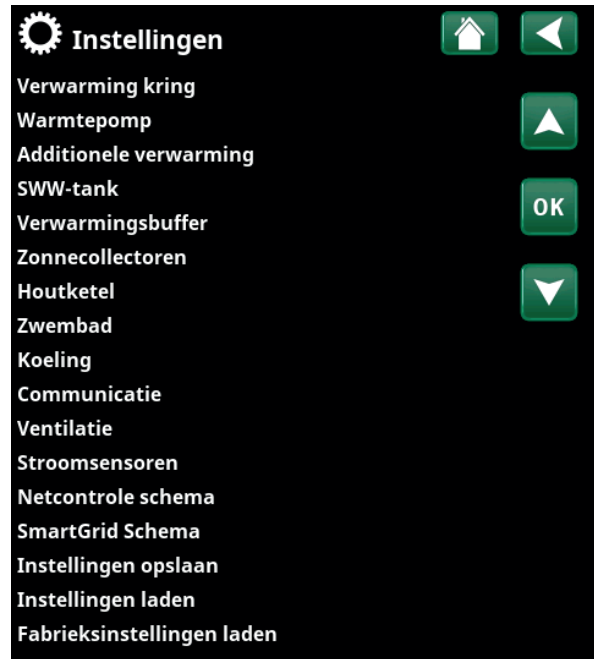 Instellingen
Verwarming kring
Warmtepomp
Additionele verwarming
SWW-tank
OK
Verwarmingsbuffer
Zonnecollectoren
Houtketel
Zwembad
Koeling
Communicatie
Ventilatie
Stroomsensoren
Netcontrole schema
SmartGrid Schema
Instellingen opslaan
Instellingen laden
Fabrieksinstellingen laden